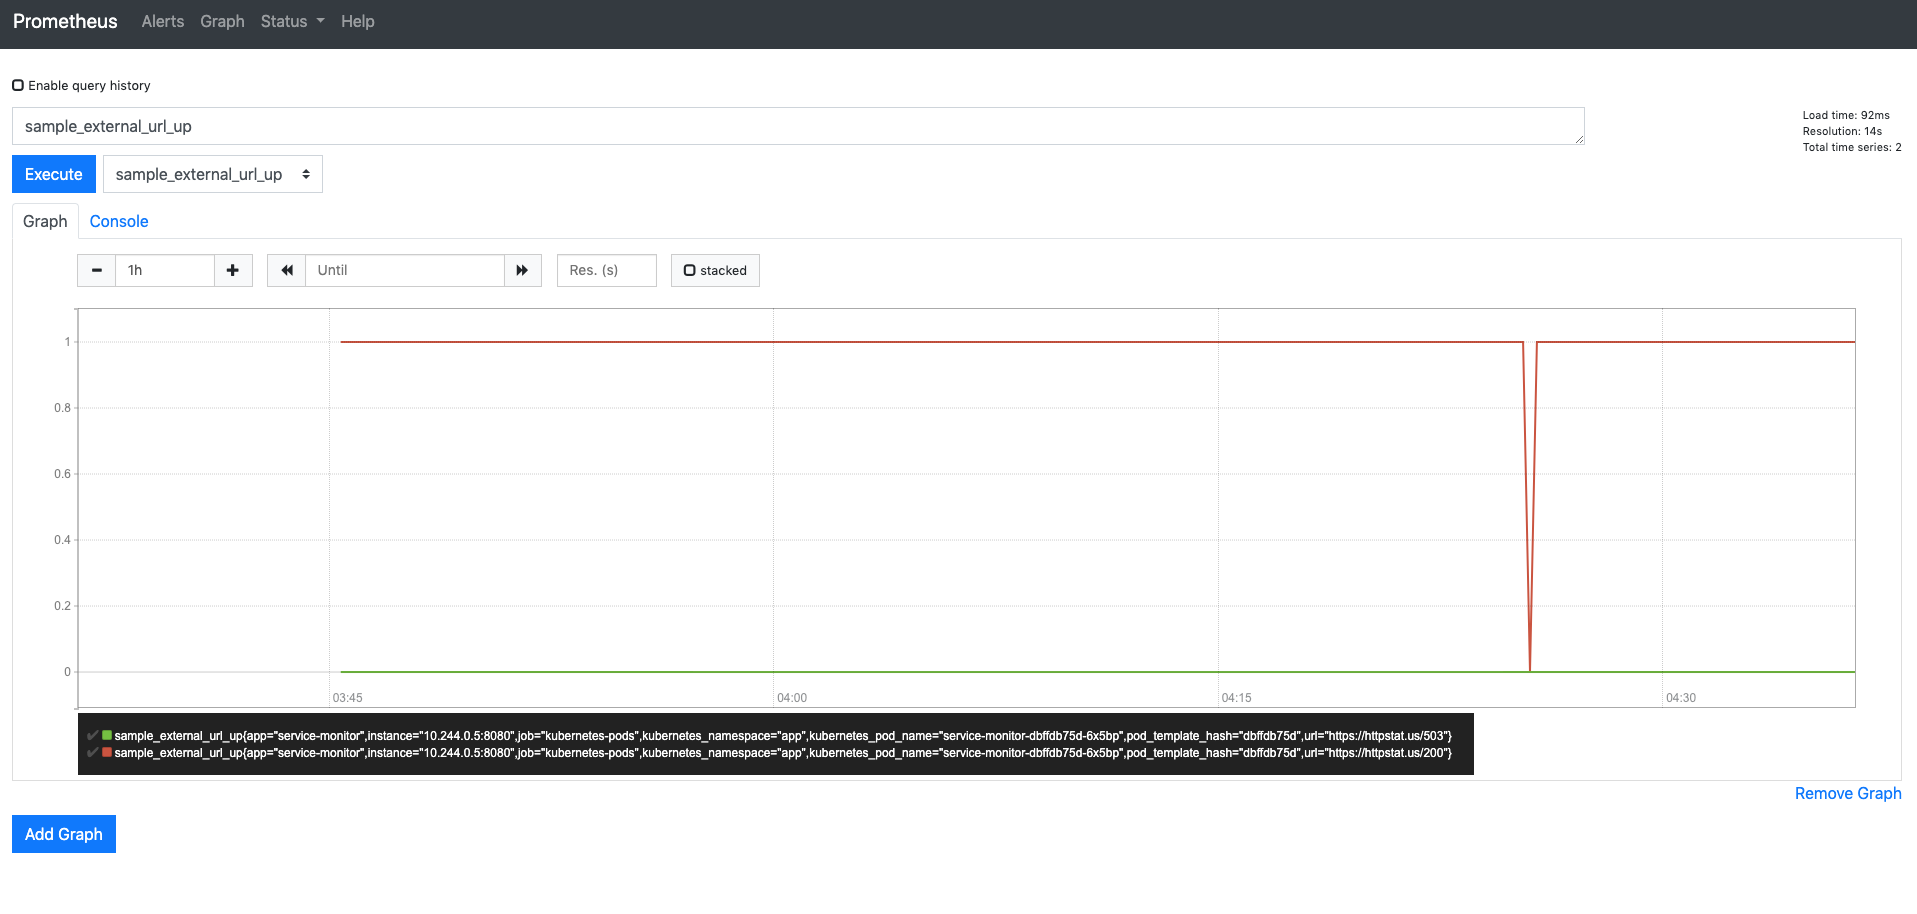 Prometheus Alerts Graph Status Help
Enable query history
sample_external_url_up
Load time: 92ms
Resolution: 14s
Total time series: 2
Execute sample_external_url_up
Graph Console
1h Until Res. (s) stacked
1
0.8
0.6
0.4
0.2
0
03:45 04:00 04:15 04:30
sample_external_url_up{app="service-monitor",instance="10.244.0.5:8080",job="kubernetes-pods",kubernetes_namespace="app",kubernetes_pod_name="service-monitor-dbffdb75d-6x5bp",pod_template_hash="dbffdb75d",url="https://httpstat.us/503"}
sample_external_url_up{app="service-monitor",instance="10.244.0.5:8080",job="kubernetes-pods",kubernetes_namespace="app",kubernetes_pod_name="service-monitor-dbffdb75d-6x5bp",pod_template_hash="dbffdb75d",url="https://httpstat.us/200"}
Remove Graph
Add Graph